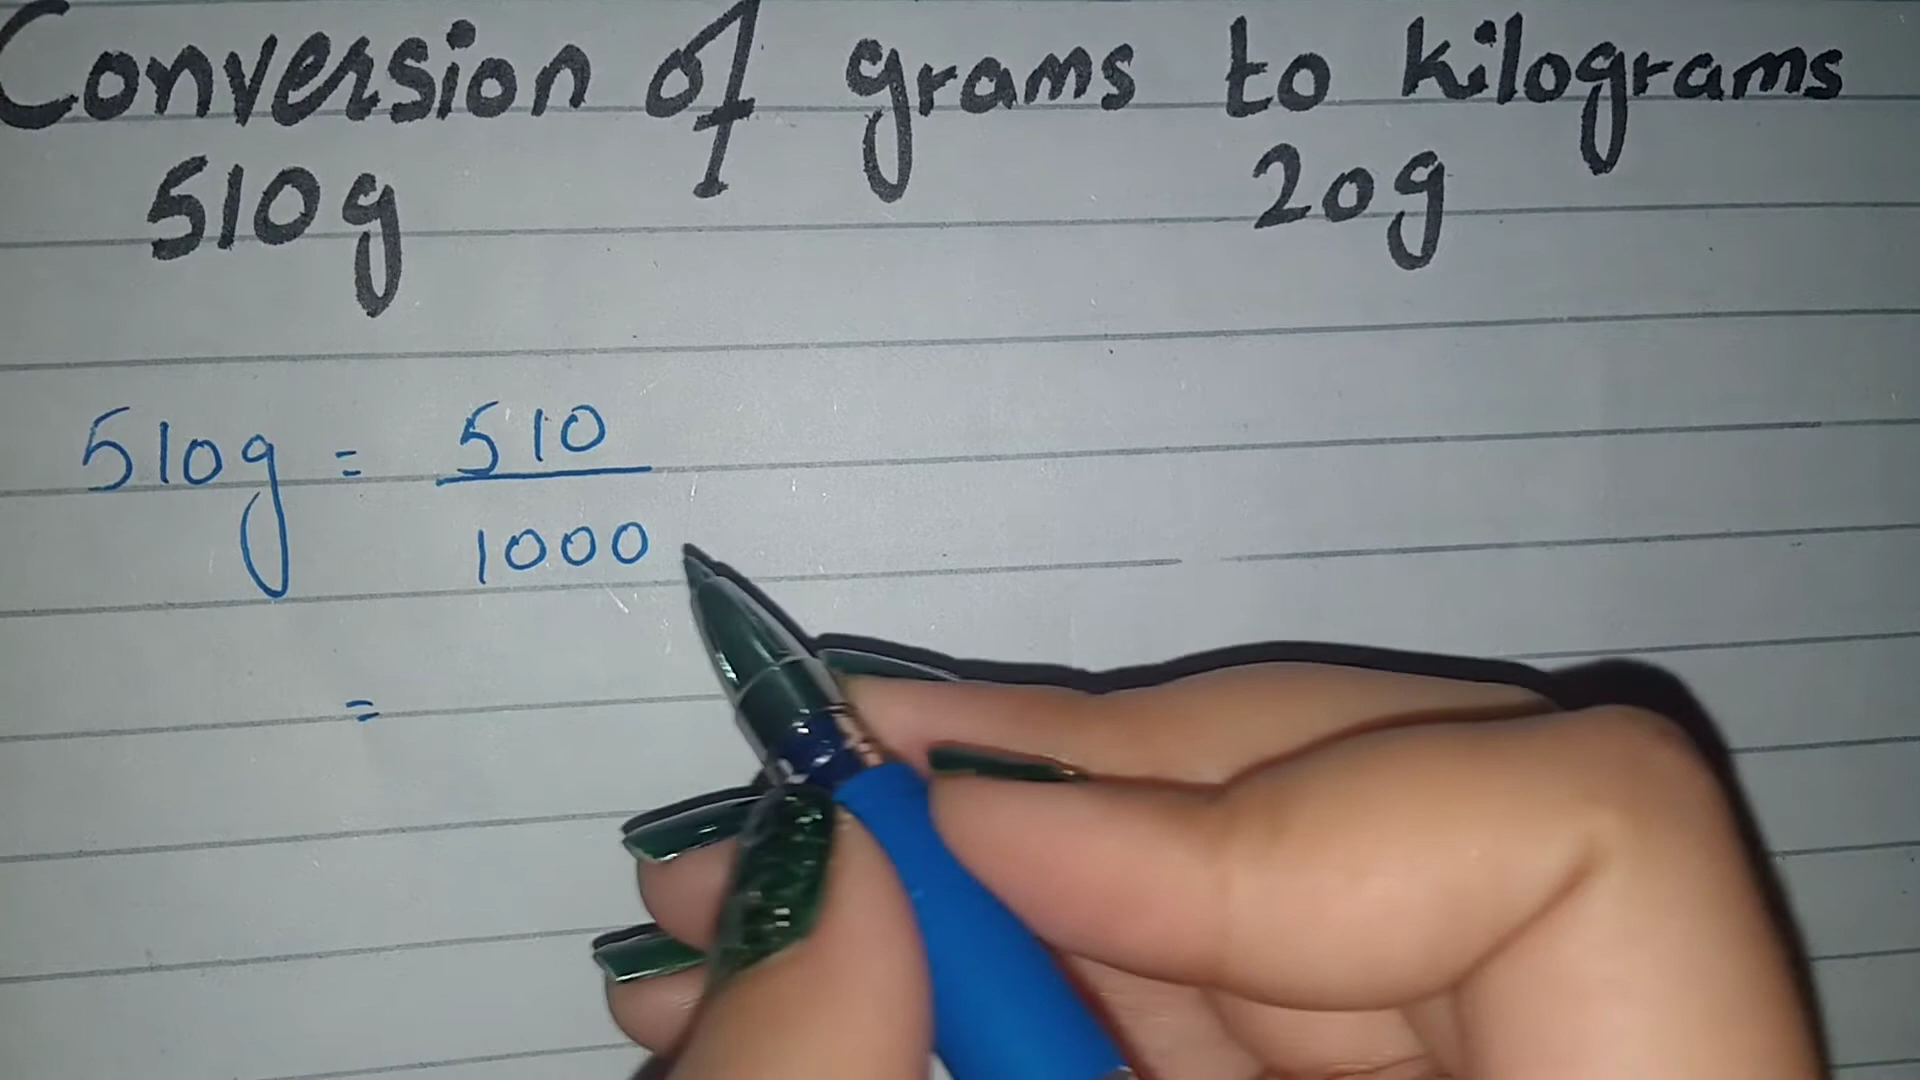 Conversion of grams to kilograms
510g 20g
510g = 510
1000
=